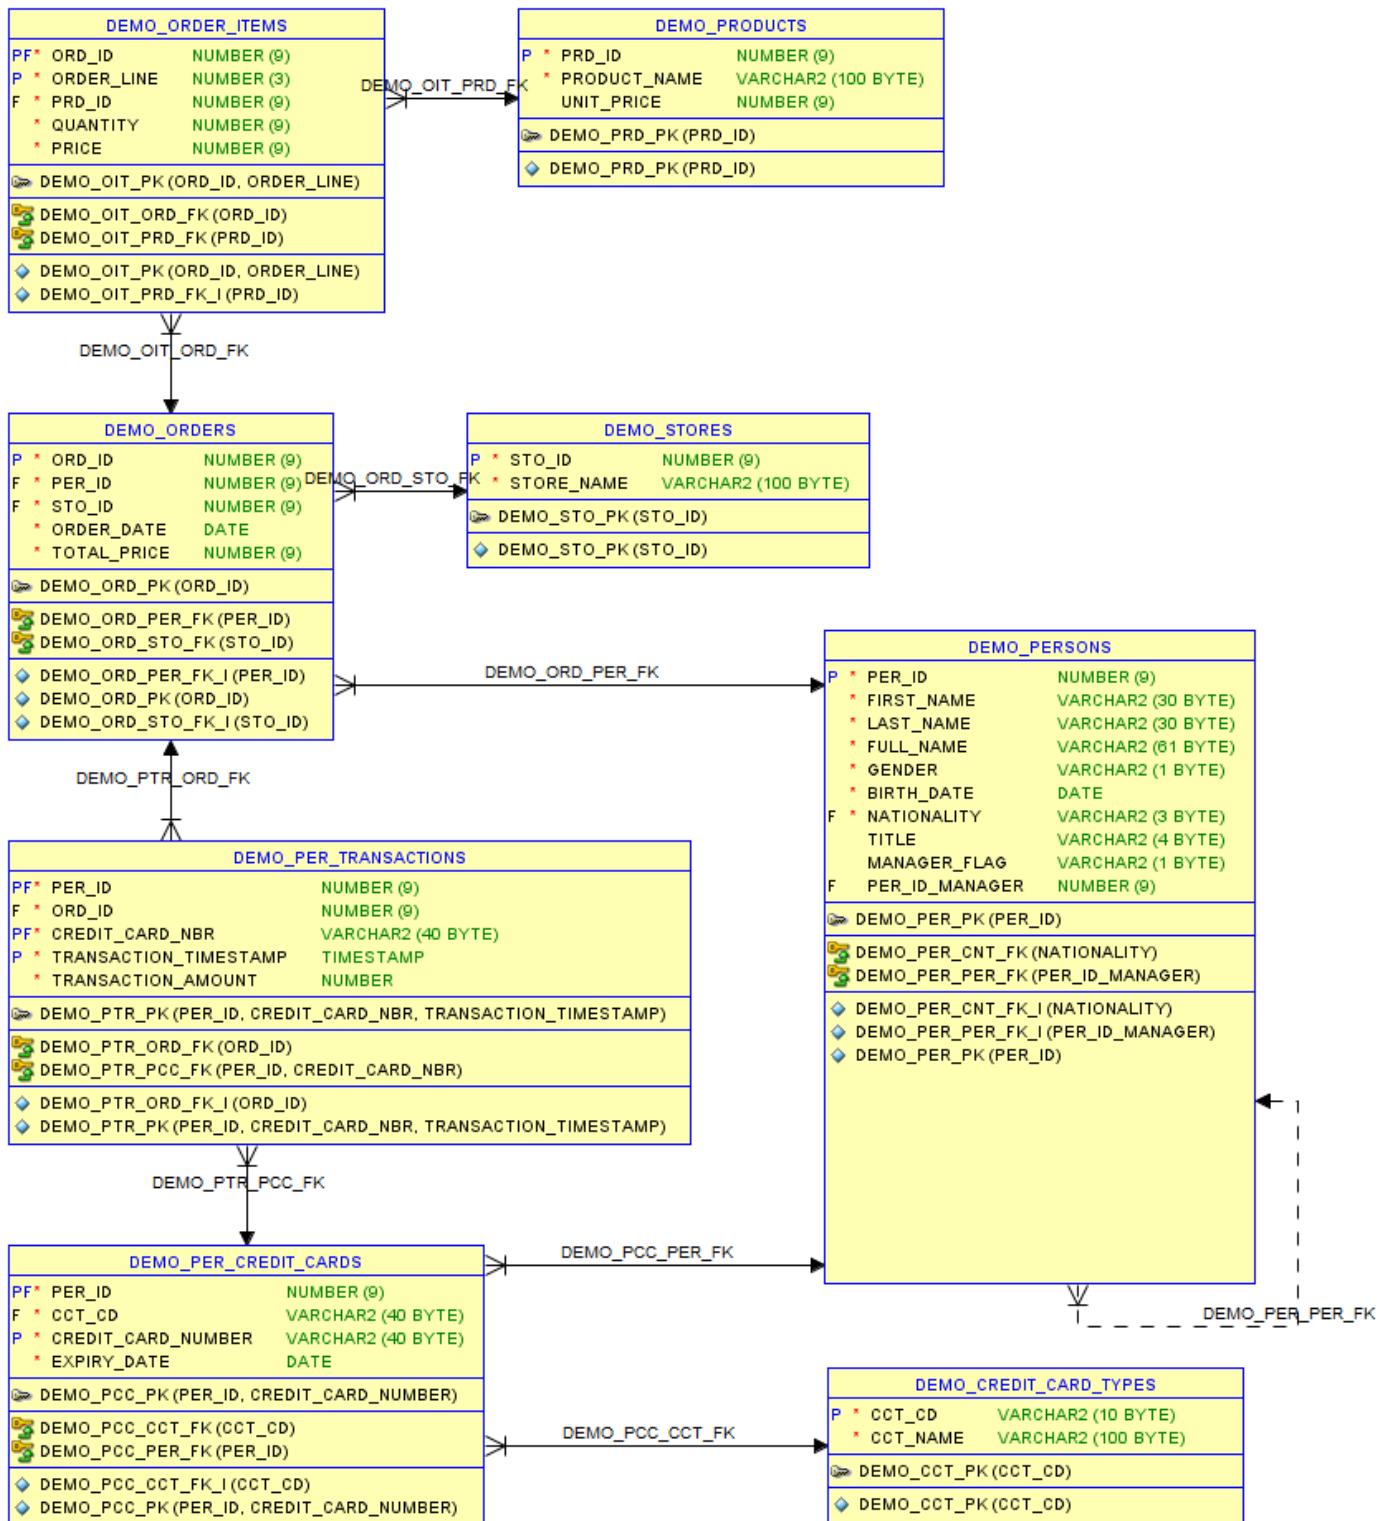 DEMO_ORDER_ITEMS
PF* ORD_ID NUMBER (9)
P * ORDER_LINE NUMBER (3)
F * PRD_ID NUMBER (9)
* QUANTITY NUMBER (9)
* PRICE NUMBER (9)
DEMO_OIT_PK (ORD_ID, ORDER_LINE)
DEMO_OIT_ORD_FK (ORD_ID)
DEMO_OIT_PRD_FK (PRD_ID)
DEMO_OIT_PK (ORD_ID, ORDER_LINE)
DEMO_OIT_PRD_FK_I (PRD_ID)
DEMO_OIT_PRD_FK
DEMO_PRODUCTS
P * PRD_ID NUMBER (9)
* PRODUCT_NAME VARCHAR2 (100 BYTE)
UNIT_PRICE NUMBER (9)
DEMO_PRD_PK (PRD_ID)
DEMO_PRD_PK (PRD_ID)
DEMO_OIT_ORD_FK
DEMO_ORDERS
P * ORD_ID NUMBER (9)
F * PER_ID NUMBER (9)
F * STO_ID NUMBER (9)
* ORDER_DATE DATE
* TOTAL_PRICE NUMBER (9)
DEMO_ORD_PK (ORD_ID)
DEMO_ORD_PER_FK (PER_ID)
DEMO_ORD_STO_FK (STO_ID)
DEMO_ORD_PER_FK_I (PER_ID)
DEMO_ORD_PK (ORD_ID)
DEMO_ORD_STO_FK_I (STO_ID)
DEMO_ORD_STO_FK
DEMO_STORES
P * STO_ID NUMBER (9)
* STORE_NAME VARCHAR2 (100 BYTE)
DEMO_STO_PK (STO_ID)
DEMO_STO_PK (STO_ID)
DEMO_ORD_PER_FK
DEMO_PERSONS
P * PER_ID NUMBER (9)
* FIRST_NAME VARCHAR2 (30 BYTE)
* LAST_NAME VARCHAR2 (30 BYTE)
* FULL_NAME VARCHAR2 (61 BYTE)
* GENDER VARCHAR2 (1 BYTE)
* BIRTH_DATE DATE
F * NATIONALITY VARCHAR2 (3 BYTE)
TITLE VARCHAR2 (4 BYTE)
MANAGER_FLAG VARCHAR2 (1 BYTE)
F PER_ID_MANAGER NUMBER (9)
DEMO_PER_PK (PER_ID)
DEMO_PER_CNT_FK (NATIONALITY)
DEMO_PER_PER_FK (PER_ID_MANAGER)
DEMO_PER_CNT_FK_I (NATIONALITY)
DEMO_PER_PER_FK_I (PER_ID_MANAGER)
DEMO_PER_PK (PER_ID)
DEMO_PTR_ORD_FK
DEMO_PER_TRANSACTIONS
PF* PER_ID NUMBER (9)
F * ORD_ID NUMBER (9)
PF* CREDIT_CARD_NBR VARCHAR2 (40 BYTE)
P * TRANSACTION_TIMESTAMP TIMESTAMP
* TRANSACTION_AMOUNT NUMBER
DEMO_PTR_PK (PER_ID, CREDIT_CARD_NBR, TRANSACTION_TIMESTAMP)
DEMO_PTR_ORD_FK (ORD_ID)
DEMO_PTR_PCC_FK (PER_ID, CREDIT_CARD_NBR)
DEMO_PTR_ORD_FK_I (ORD_ID)
DEMO_PTR_PK (PER_ID, CREDIT_CARD_NBR, TRANSACTION_TIMESTAMP)
DEMO_PTR_PCC_FK
DEMO_PER_CREDIT_CARDS
PF* PER_ID NUMBER (9)
F * CCT_CD VARCHAR2 (40 BYTE)
P * CREDIT_CARD_NUMBER VARCHAR2 (40 BYTE)
* EXPIRY_DATE DATE
DEMO_PCC_PK (PER_ID, CREDIT_CARD_NUMBER)
DEMO_PCC_CCT_FK (CCT_CD)
DEMO_PCC_PER_FK (PER_ID)
DEMO_PCC_CCT_FK_I (CCT_CD)
DEMO_PCC_PK (PER_ID, CREDIT_CARD_NUMBER)
DEMO_PCC_PER_FK
DEMO_PER_PER_FK
DEMO_PCC_CCT_FK
DEMO_CREDIT_CARD_TYPES
P * CCT_CD VARCHAR2 (10 BYTE)
* CCT_NAME VARCHAR2 (100 BYTE)
DEMO_CCT_PK (CCT_CD)
DEMO_CCT_PK (CCT_CD)